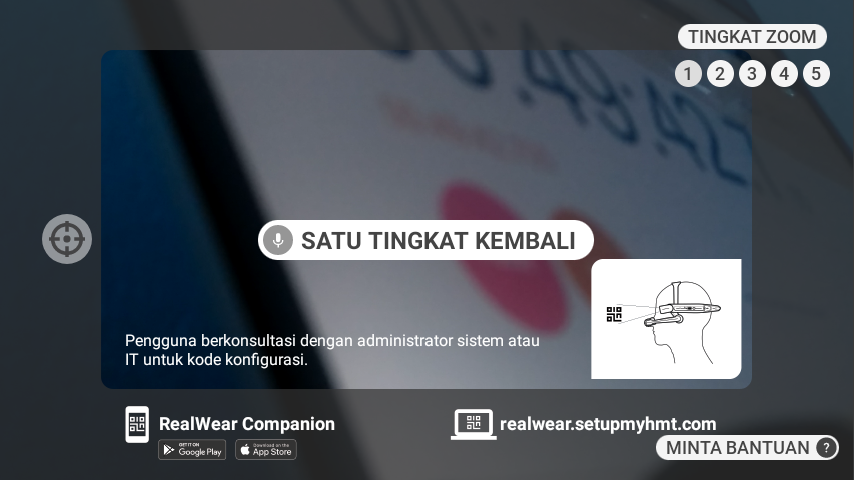 TINGKAT ZOOM
1 2 3 4 5
SATU TINGKAT KEMBALI
Pengguna berkonsultasi dengan administrator sistem atau
IT untuk kode konfigurasi.
RealWear Companion
GET IT ON
Google Play
Download on the
App Store
realwear.setupmyhmt.com
MINTA BANTUAN ?